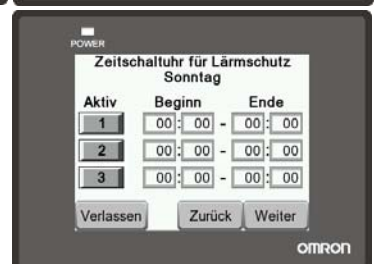 POWER
Zeitschaltuhr für Lärmschutz
Sonntag
Aktiv Beginn Ende
1 00:00 - 00:00
2 00:00 - 00:00
3 00:00 - 00:00
Verlassen Zurück Weiter
OMRON